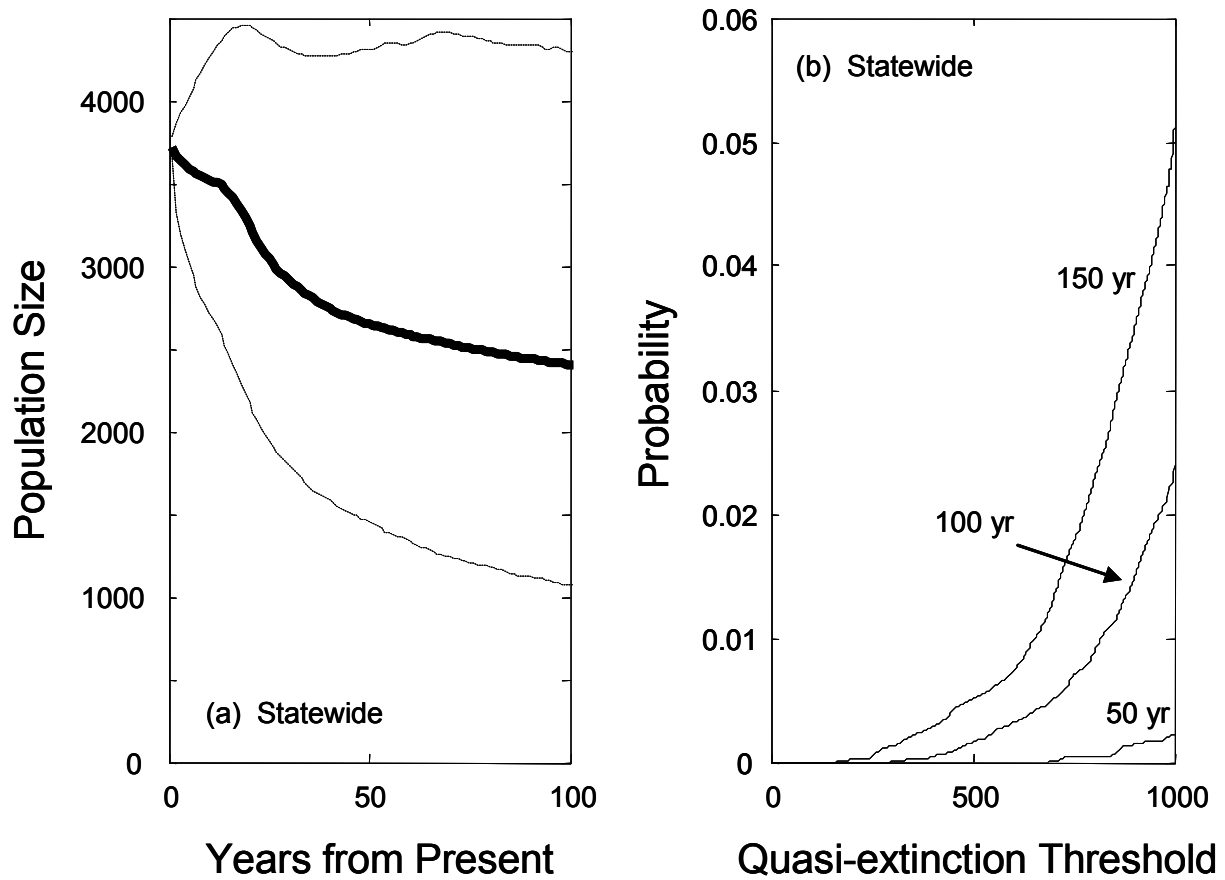 Population Size
4000
3000
2000
1000
0
(a) Statewide
0
50
100
Years from Present
Probability
0.06
0.05
0.04
0.03
0.02
0.01
0
(b) Statewide
150 yr
100 yr
50 yr
0
500
1000
Quasi-extinction Threshold